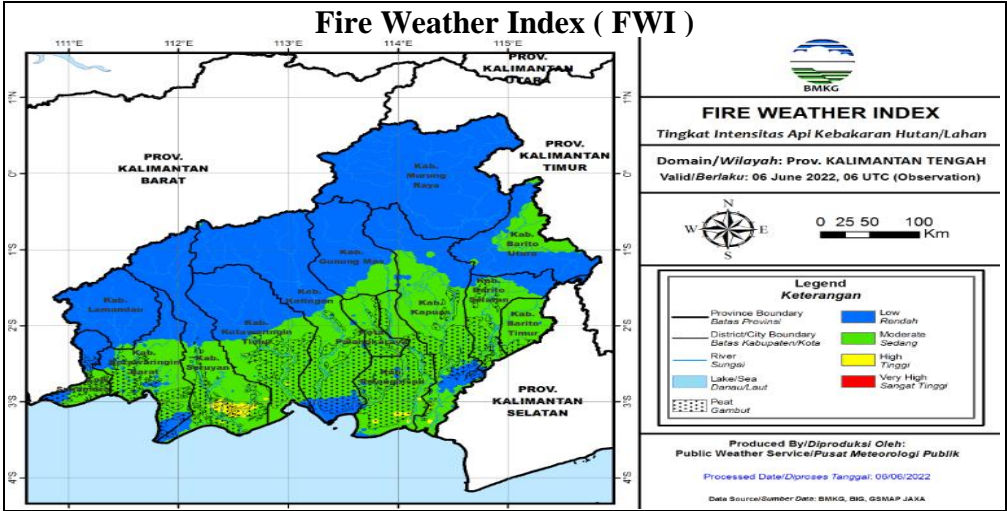 Fire Weather Index ( FWI )
111°E 112°E 113°E 114°E 115°E
PROV.
KALIMANTAN
UTARA
1°N
PROV.
KALIMANTAN
BARAT
PROV.
KALIMANTAN
TIMUR
Kab.
Murung
Raya
0°
Kab.
Barito
Utara
1°S
Kab.
Gunung Mas
Kab.
Lamandau
Kab.
Katingan
Kab.
Barito
Selatan
Kab.
Kapuas
Kab.
Barito
Timur
2°S
Kab.
Kotawaringin
Timur
Kota
Palangkaraya
Kab.
Kotawaringin
Barat
Kab.
Seruyan
Kab.
3°S
PROV.
KALIMANTAN
SELATAN
4°S
BMKG
FIRE WEATHER INDEX
Tingkat Intensitas Api Kebakaran Hutan/Lahan
Domain/Wilayah: Prov. KALIMANTAN TENGAH
Valid/Berlaku: 06 June 2022, 06 UTC (Observation)
N
W E
S
0 25 50 100
Km
Legend
Keterangan
Province Boundary
Batas Provinsi
District/City Boundary
Batas Kabupaten/Kota
River
Sungai
Lake/Sea
Danau/Laut
Peat
Gambut
Low
Rendah
Moderate
Sedang
High
Tinggi
Very High
Sangat Tinggi
Produced By/Diproduksi Oleh:
Public Weather Service/Pusat Meteorologi Publik
Processed Date/Diproses Tanggal: 06/06/2022
Data Source/Sumber Data: BMKG, BIG, GSMAP JAXA